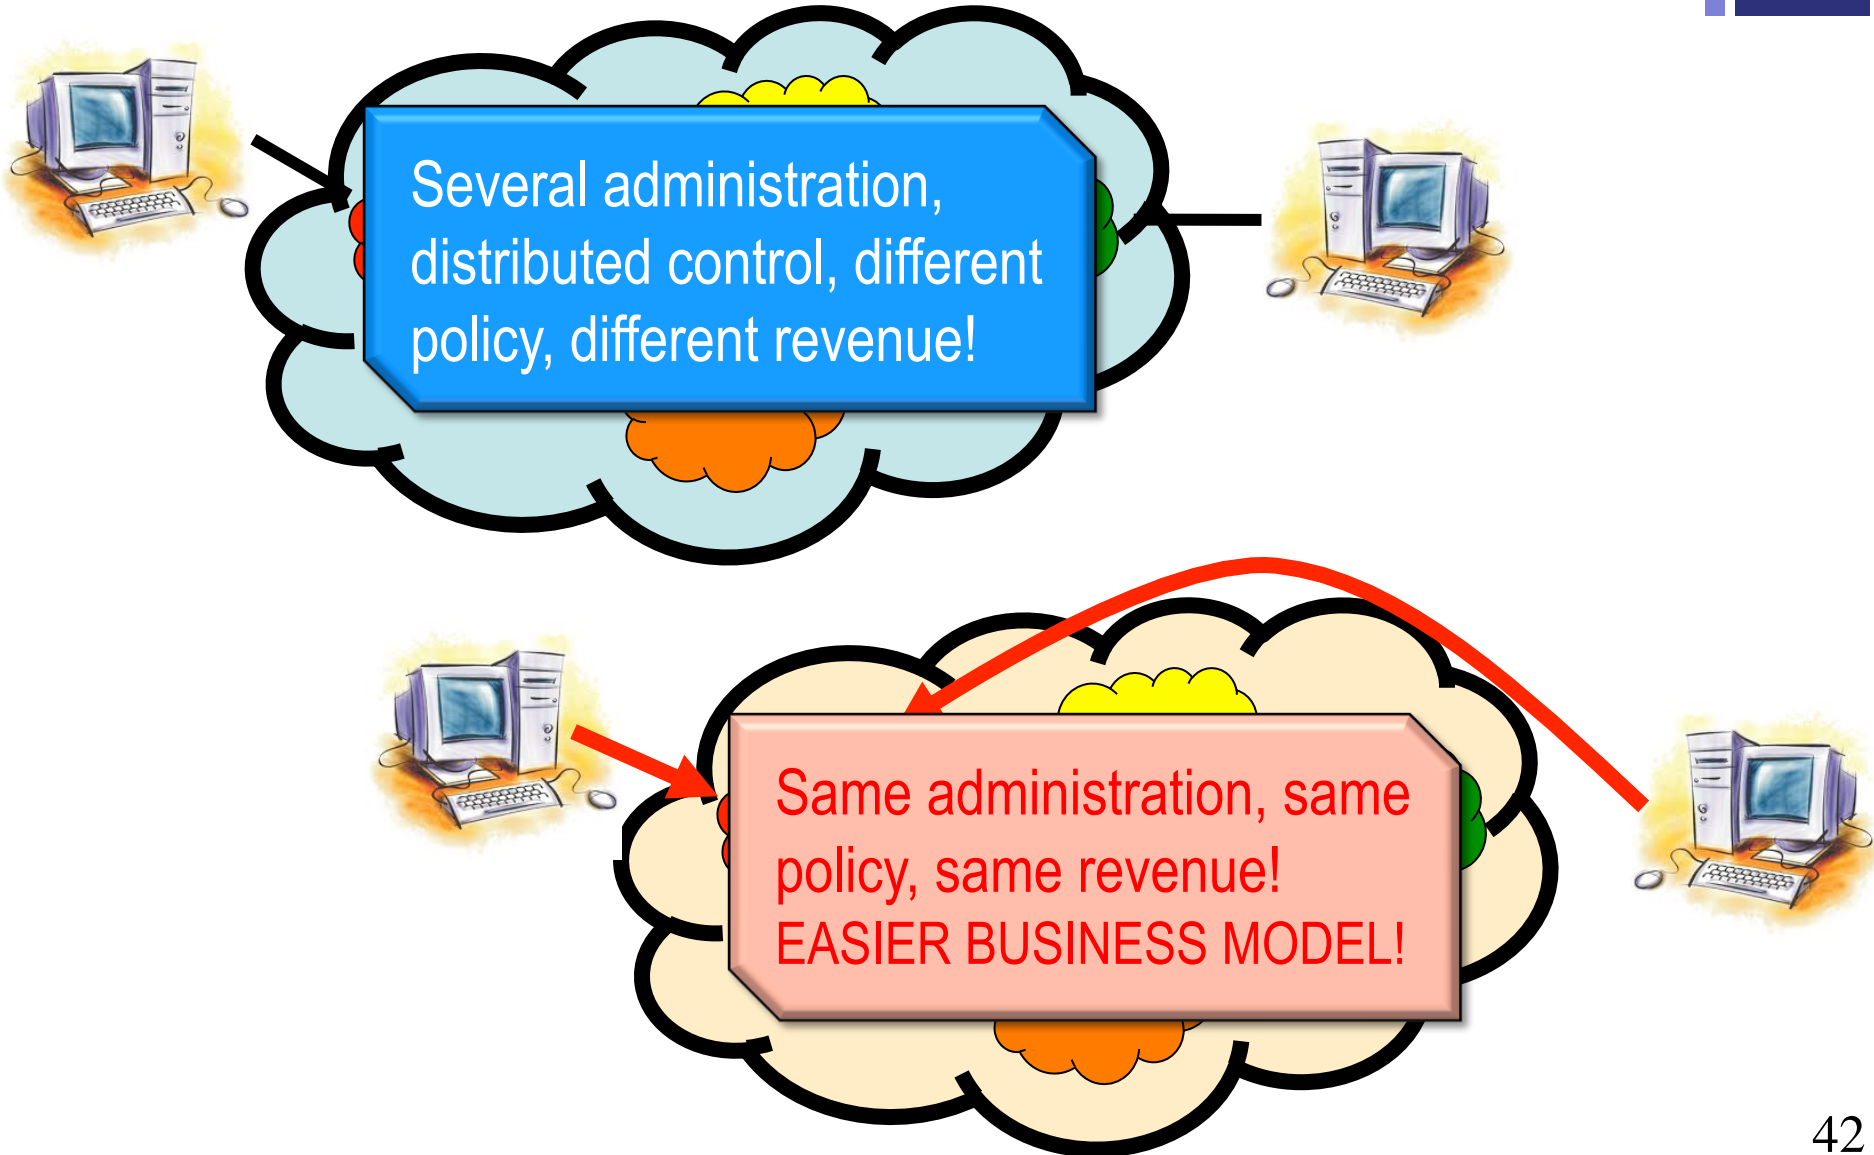 Several administration,
distributed control, different
policy, different revenue!
Same administration, same
policy, same revenue!
EASIER BUSINESS MODEL!
42